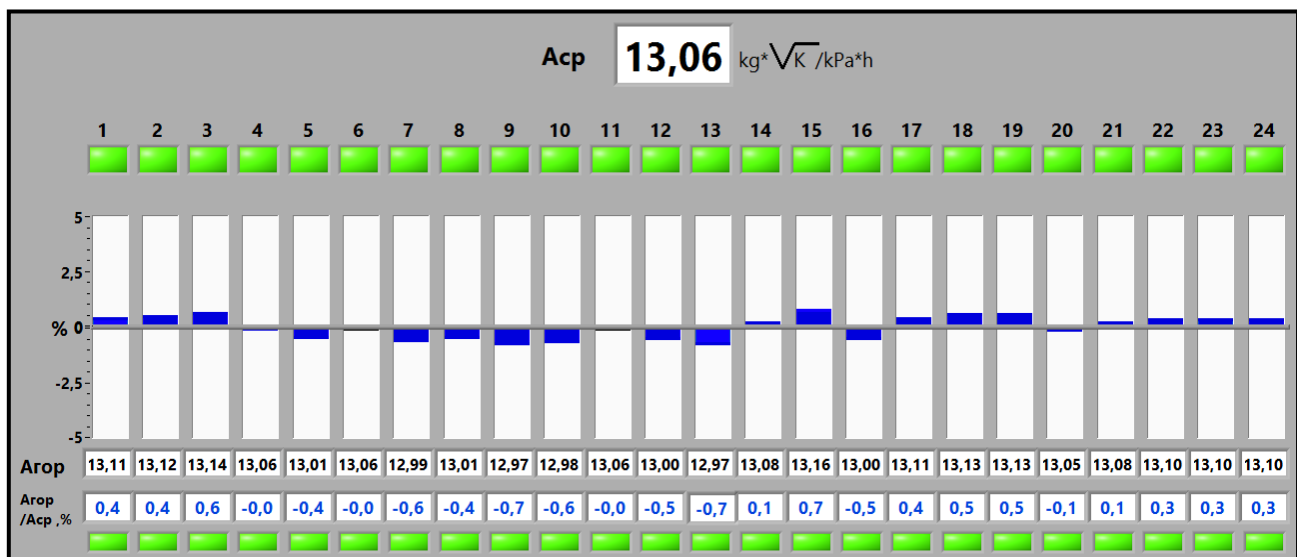 Аср 13,06 kg*√K /kPa*h
1 2 3 4 5 6 7 8 9 10 11 12 13 14 15 16 17 18 19 20 21 22 23 24
5
2,5
% 0
-2,5
-5
Агор 13,11 13,12 13,14 13,06 13,01 13,06 12,99 13,01 12,97 12,98 13,06 13,00 12,97 13,08 13,16 13,00 13,11 13,13 13,13 13,05 13,08 13,10 13,10 13,10
Агор
/Аср ,% 0,4 0,4 0,6 -0,0 -0,4 -0,0 -0,6 -0,4 -0,7 -0,6 -0,0 -0,5 -0,7 0,1 0,7 -0,5 0,4 0,5 0,5 -0,1 0,1 0,3 0,3 0,3